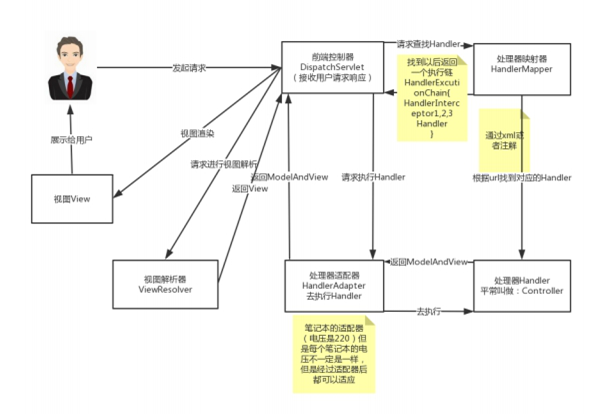 前端控制器
DispatchServlet
（接收用户请求响应）
发起请求
请求查找Handler
处理器映射器
HandlerMapper
找到以后返回
一个执行链
HandlerExcuti
onChain{
HandlerInterc
eptor1,2,3
Handler
}
通过xml或
者注解
根据url找到对应的Handler
视图渲染
展示给用户
请求进行视图解析
返回View
返回ModelAndView
请求执行Handler
视图View
视图解析器
ViewResolver
处理器适配器
HandlerAdapter
去执行Handler
返回ModelAndView
处理器Handler
平常叫做：Controller
去执行
笔记本的适配器
（电压是220）但
是每个笔记本的电
压不一定是一样，
但是经过适配器后
都可以适应